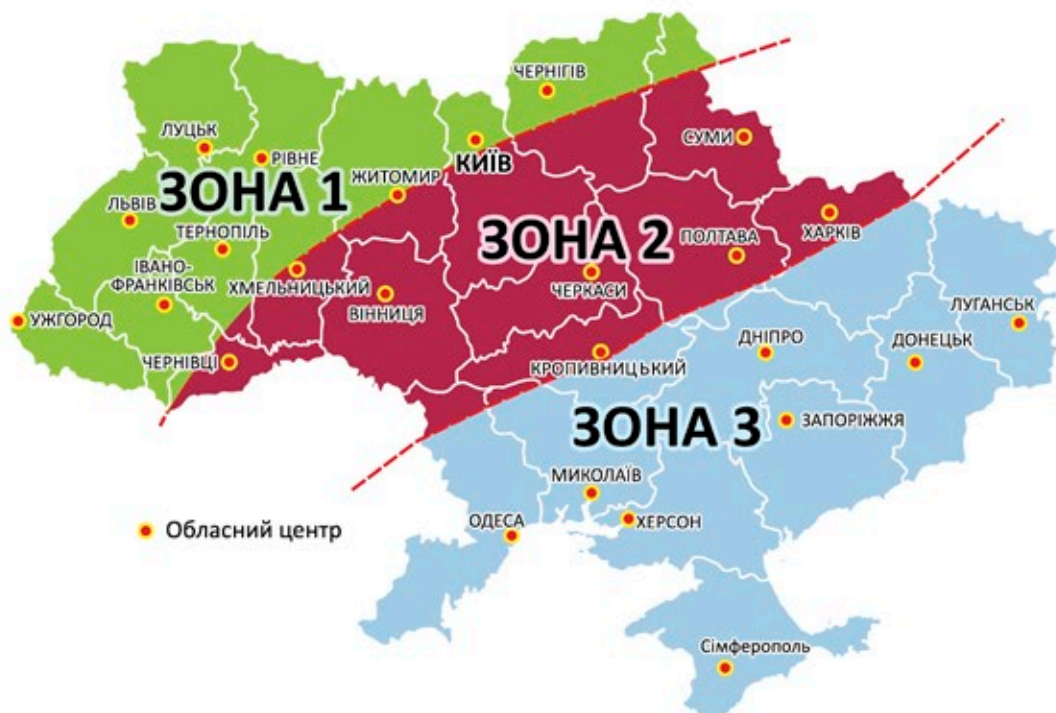 ЧЕРНІГІВ
СУМИ
ЛУЦЬК
РІВНЕ
КИЇВ
ЖИТОМИР
ЗОНА 1
ЛЬВІВ
ТЕРНОПІЛЬ
ЗОНА 2
ПОЛТАВА
ХАРКІВ
ІВАНО-
ФРАНКІВСЬК
ХМЕЛЬНИЦЬКИЙ
ЧЕРКАСИ
ВІННИЦЯ
УЖГОРОД
ЛУГАНСЬК
ЧЕРНІВЦІ
КРОПИВНИЦЬКИЙ
ДНІПРО
ДОНЕЦЬК
ЗОНА 3
ЗАПОРІЖЖЯ
МИКОЛАЇВ
ОДЕСА
ХЕРСОН
Обласний центр
Сімферополь